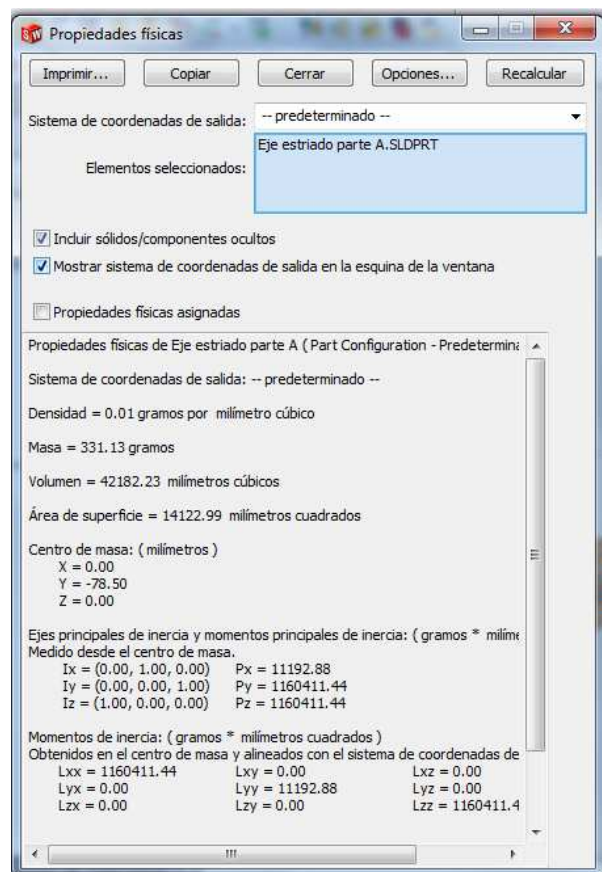 Propiedades físicas
Imprimir... Copiar Cerrar Opciones... Recalcular
Sistema de coordenadas de salida: -- predeterminado --
Elementos seleccionados: Eje estriado parte A.SLDPRT
Incluir sólidos/componentes ocultos
Mostrar sistema de coordenadas de salida en la esquina de la ventana
Propiedades físicas asignadas
Propiedades físicas de Eje estriado parte A ( Part Configuration - Predetermina
Sistema de coordenadas de salida: -- predeterminado --
Densidad = 0.01 gramos por milímetro cúbico
Masa = 331.13 gramos
Volumen = 42182.23 milímetros cúbicos
Área de superficie = 14122.99 milímetros cuadrados
Centro de masa: ( milímetros )
X = 0.00
Y = -78.50
Z = 0.00
Ejes principales de inercia y momentos principales de inercia: ( gramos * milíme
Medido desde el centro de masa.
Ix = (0.00, 1.00, 0.00) Px = 11192.88
Iy = (0.00, 0.00, 1.00) Py = 1160411.44
Iz = (1.00, 0.00, 0.00) Pz = 1160411.44
Momentos de inercia: ( gramos * milímetros cuadrados )
Obtenidos en el centro de masa y alineados con el sistema de coordenadas de
Lxx = 1160411.44 Lxy = 0.00 Lxz = 0.00
Lyx = 0.00 Lyy = 11192.88 Lyz = 0.00
Lzx = 0.00 Lzy = 0.00 Lzz = 1160411.4